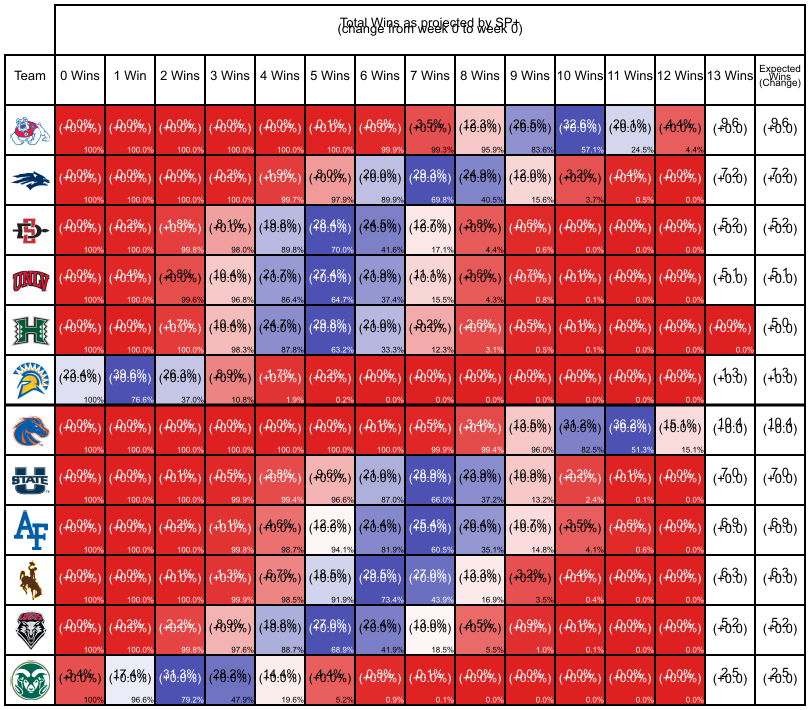 Total Wins as projected by SP+
(change from week 0 to week 0)
Team 0 Wins 1 Win 2 Wins 3 Wins 4 Wins 5 Wins 6 Wins 7 Wins 8 Wins 9 Wins 10 Wins 11 Wins 12 Wins 13 Wins Expected Wins (Change)
0.0% 0.0% 0.0% 0.0% 0.0% 0.1% 0.6% 3.5% 12.3% 26.5% 32.6% 20.1% 4.4% 9.6 9.6
(+0.0%) (+0.0%) (+0.0%) (+0.0%) (+0.0%) (+0.0%) (+0.0%) (+0.0%) (+0.0%) (+0.0%) (+0.0%) (+0.0%) (+0.0%) (+0.0) (+0.0)
100% 100.0% 100.0% 100.0% 100.0% 100.0% 99.9% 99.3% 95.9% 83.6% 57.1% 24.5% 4.4%
0.0% 0.0% 0.0% 0.2% 1.9% 8.0% 20.0% 29.3% 24.9% 12.0% 3.2% 0.4% 0.0% 7.2 7.2
(+0.0%) (+0.0%) (+0.0%) (+0.0%) (+0.0%) (+0.0%) (+0.0%) (+0.0%) (+0.0%) (+0.0%) (+0.0%) (+0.0%) (+0.0%) (+0.0) (+0.0)
100% 100.0% 100.0% 100.0% 99.7% 97.9% 89.9% 69.8% 40.5% 15.6% 3.7% 0.5% 0.0%
0.0% 0.2% 1.8% 8.1% 19.8% 28.4% 24.5% 12.7% 3.8% 0.6% 0.0% 0.0% 0.0% 5.2 5.2
(+0.0%) (+0.0%) (+0.0%) (+0.0%) (+0.0%) (+0.0%) (+0.0%) (+0.0%) (+0.0%) (+0.0%) (+0.0%) (+0.0%) (+0.0%) (+0.0) (+0.0)
100% 100.0% 99.8% 98.0% 89.8% 70.0% 41.6% 17.1% 4.4% 0.6% 0.0% 0.0% 0.0%
UNLV 0.0% 0.4% 2.8% 10.4% 21.7% 27.4% 21.9% 11.1% 3.6% 0.7% 0.1% 0.0% 0.0% 5.1 5.1
(+0.0%) (+0.0%) (+0.0%) (+0.0%) (+0.0%) (+0.0%) (+0.0%) (+0.0%) (+0.0%) (+0.0%) (+0.0%) (+0.0%) (+0.0%) (+0.0) (+0.0)
100% 100.0% 99.6% 96.8% 86.4% 64.7% 37.4% 15.5% 4.3% 0.8% 0.1% 0.0% 0.0%
H 0.0% 0.0% 1.7% 10.4% 24.7% 29.8% 21.0% 9.2% 2.6% 0.5% 0.1% 0.0% 0.0% 0.0% 5.0
(+0.0%) (+0.0%) (+0.0%) (+0.0%) (+0.0%) (+0.0%) (+0.0%) (+0.0%) (+0.0%) (+0.0%) (+0.0%) (+0.0%) (+0.0%) (+0.0%) (+0.0)
100% 100.0% 100.0% 98.3% 87.8% 63.2% 33.3% 12.3% 3.1% 0.5% 0.1% 0.0% 0.0% 0.0%
23.4% 39.6% 26.3% 8.9% 1.7% 0.2% 0.0% 0.0% 0.0% 0.0% 0.0% 0.0% 0.0% 1.3 1.3
(+0.0%) (+0.0%) (+0.0%) (+0.0%) (+0.0%) (+0.0%) (+0.0%) (+0.0%) (+0.0%) (+0.0%) (+0.0%) (+0.0%) (+0.0%) (+0.0) (+0.0)
100% 76.6% 37.0% 10.8% 1.9% 0.2% 0.0% 0.0% 0.0% 0.0% 0.0% 0.0% 0.0%
0.0% 0.0% 0.0% 0.0% 0.0% 0.0% 0.1% 0.5% 3.4% 13.5% 31.2% 36.2% 15.1% 10.4 10.4
(+0.0%) (+0.0%) (+0.0%) (+0.0%) (+0.0%) (+0.0%) (+0.0%) (+0.0%) (+0.0%) (+0.0%) (+0.0%) (+0.0%) (+0.0%) (+0.0) (+0.0)
100% 100.0% 100.0% 100.0% 100.0% 100.0% 100.0% 99.9% 99.4% 96.0% 82.5% 51.3% 15.1%
STATE 0.0% 0.0% 0.1% 0.5% 2.8% 9.6% 21.0% 28.9% 23.9% 10.9% 2.2% 0.1% 0.0% 7.0 7.0
(+0.0%) (+0.0%) (+0.0%) (+0.0%) (+0.0%) (+0.0%) (+0.0%) (+0.0%) (+0.0%) (+0.0%) (+0.0%) (+0.0%) (+0.0%) (+0.0) (+0.0)
100% 100.0% 100.0% 99.9% 99.4% 96.6% 87.0% 66.0% 37.2% 13.2% 2.4% 0.1% 0.0%
AF 0.0% 0.0% 0.2% 1.1% 4.6% 12.2% 21.4% 25.4% 20.4% 10.7% 3.5% 0.6% 0.0% 6.9 6.9
(+0.0%) (+0.0%) (+0.0%) (+0.0%) (+0.0%) (+0.0%) (+0.0%) (+0.0%) (+0.0%) (+0.0%) (+0.0%) (+0.0%) (+0.0%) (+0.0) (+0.0)
100% 100.0% 100.0% 99.8% 98.7% 94.1% 81.9% 60.5% 35.1% 14.8% 4.1% 0.6% 0.0%
0.0% 0.0% 0.1% 1.3% 6.7% 18.5% 29.5% 27.0% 13.3% 3.2% 0.4% 0.0% 0.0% 6.3 6.3
(+0.0%) (+0.0%) (+0.0%) (+0.0%) (+0.0%) (+0.0%) (+0.0%) (+0.0%) (+0.0%) (+0.0%) (+0.0%) (+0.0%) (+0.0%) (+0.0) (+0.0)
100% 100.0% 100.0% 99.9% 98.5% 91.9% 73.4% 43.9% 16.9% 3.5% 0.4% 0.0% 0.0%
0.0% 0.2% 2.2% 8.9% 19.8% 27.0% 23.4% 13.0% 4.5% 0.9% 0.1% 0.0% 0.0% 5.2 5.2
(+0.0%) (+0.0%) (+0.0%) (+0.0%) (+0.0%) (+0.0%) (+0.0%) (+0.0%) (+0.0%) (+0.0%) (+0.0%) (+0.0%) (+0.0%) (+0.0) (+0.0)
100% 100.0% 99.8% 97.6% 88.7% 68.9% 41.9% 18.5% 5.5% 1.0% 0.1% 0.0% 0.0%
3.4% 17.4% 31.3% 28.2% 14.4% 4.4% 0.8% 0.1% 0.0% 0.0% 0.0% 0.0% 0.0% 2.5 2.5
(+0.0%) (+0.0%) (+0.0%) (+0.0%) (+0.0%) (+0.0%) (+0.0%) (+0.0%) (+0.0%) (+0.0%) (+0.0%) (+0.0%) (+0.0%) (+0.0) (+0.0)
100% 96.6% 79.2% 47.9% 19.6% 5.2% 0.9% 0.1% 0.0% 0.0% 0.0% 0.0% 0.0%